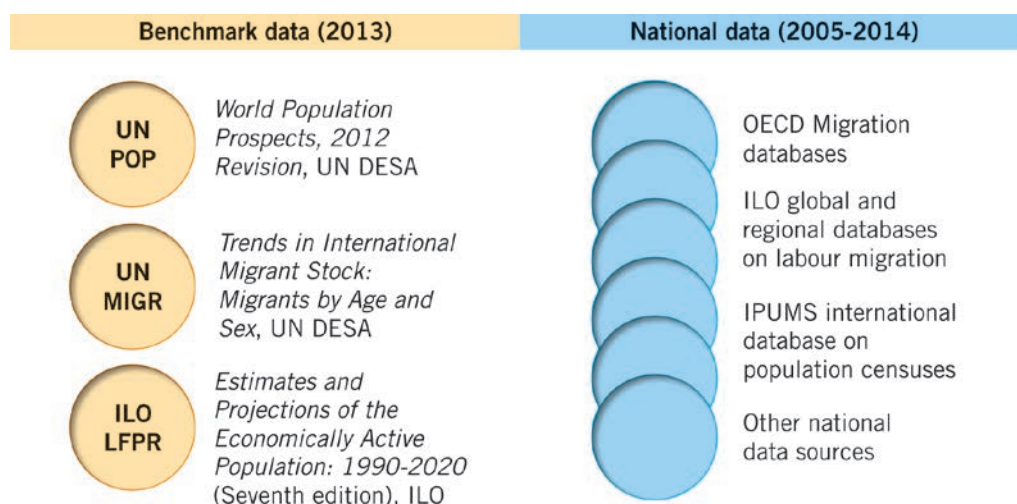 Benchmark data (2013)
National data (2005-2014)
UN
POP
World Population
Prospects, 2012
Revision, UN DESA
UN
MIGR
Trends in International
Migrant Stock:
Migrants by Age and
Sex, UN DESA
ILO
LFPR
Estimates and
Projections of the
Economically Active
Population: 1990-2020
(Seventh edition), ILO
OECD Migration
databases
ILO global and
regional databases
on labour migration
IPUMS international
database on
population censuses
Other national
data sources